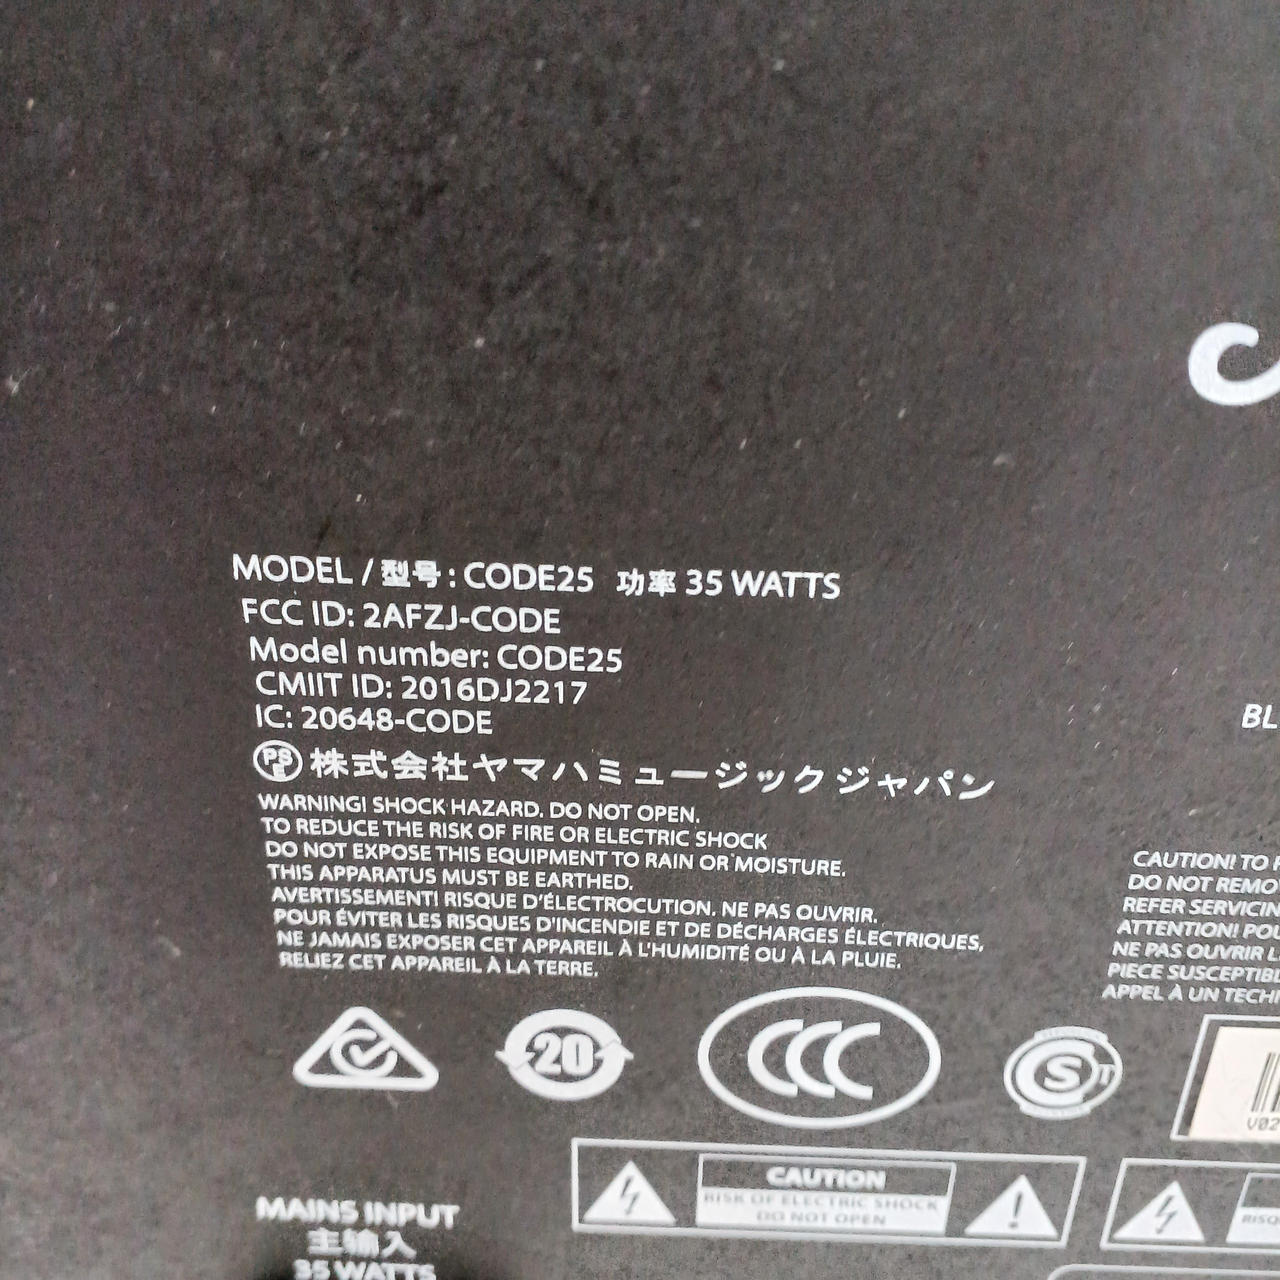 MODEL / 型号 : CODE25 功率 35 WATTS
FCC ID: 2AFZJ-CODE
Model number: CODE25
CMIIT ID: 2016DJ2217
IC: 20648-CODE
PSE 株式会社ヤマハミュージックジャパン
WARNING! SHOCK HAZARD. DO NOT OPEN.
TO REDUCE THE RISK OF FIRE OR ELECTRIC SHOCK
DO NOT EXPOSE THIS EQUIPMENT TO RAIN OR MOISTURE.
THIS APPARATUS MUST BE EARTHED.
AVERTISSEMENT! RISQUE D'ÉLECTROCUTION. NE PAS OUVRIR.
POUR ÉVITER LES RISQUES D'INCENDIE ET DE DÉCHARGES ÉLECTRIQUES,
NE JAMAIS EXPOSER CET APPAREIL À L'HUMIDITÉ OU À LA PLUIE.
RELIEZ CET APPAREIL À LA TERRE.
BL
CAUTION! TO
DO NOT REMO
REFER SERVICIN
ATTENTION! POU
NE PAS OUVRIR L
PIECE SUSCEPTIB
APPEL À UN TECH
20
CCC
S
V02
CAUTION
RISK OF ELECTRIC SHOCK
DO NOT OPEN
RISQ
MAINS INPUT
主输入
35 WATTS